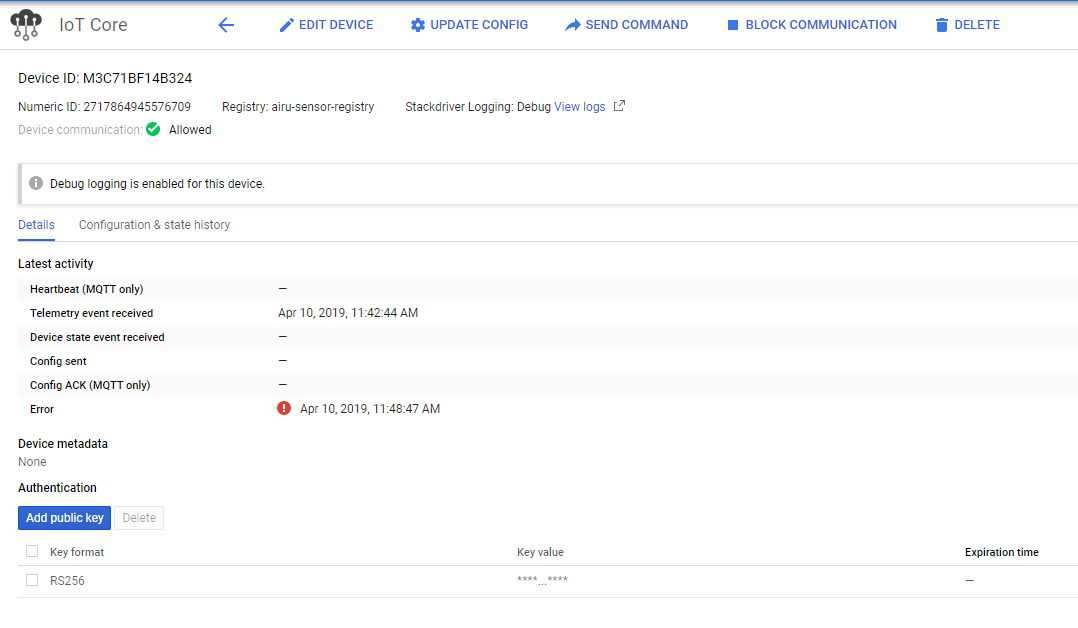 IoT Core EDIT DEVICE UPDATE CONFIG SEND COMMAND BLOCK COMMUNICATION DELETE
Device ID: M3C71BF14B324
Numeric ID: 2717864945576709 Registry: airu-sensor-registry Stackdriver Logging: Debug View logs
Device communication: Allowed
Debug logging is enabled for this device.
Details Configuration & state history
Latest activity
Heartbeat (MQTT only) —
Telemetry event received Apr 10, 2019, 11:42:44 AM
Device state event received —
Config sent —
Config ACK (MQTT only) —
Error Apr 10, 2019, 11:48:47 AM
Device metadata
None
Authentication
Add public key Delete
Key format Key value Expiration time
RS256 ****...**** —